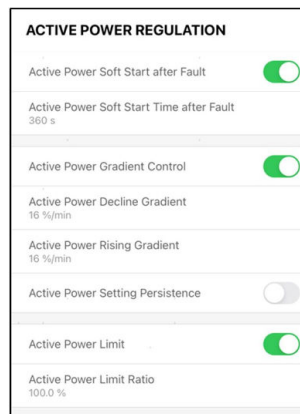 ACTIVE POWER REGULATION
Active Power Soft Start after Fault
Active Power Soft Start Time after Fault
360 s
Active Power Gradient Control
Active Power Decline Gradient
16 %/min
Active Power Rising Gradient
16 %/min
Active Power Setting Persistence
Active Power Limit
Active Power Limit Ratio
100.0 %